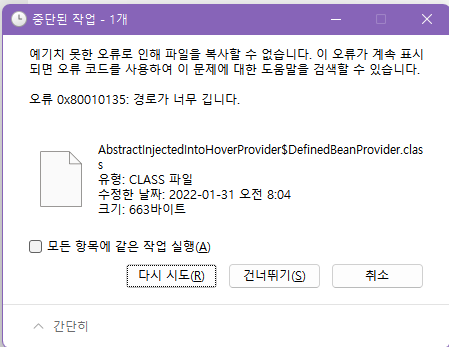 중단된 작업 - 1개
예기치 못한 오류로 인해 파일을 복사할 수 없습니다. 이 오류가 계속 표시
되면 오류 코드를 사용하여 이 문제에 대한 도움말을 검색할 수 있습니다.
오류 0x80010135: 경로가 너무 깁니다.
AbstractInjectedIntoHoverProvider$DefinedBeanProvider.clas
s
유형: CLASS 파일
수정한 날짜: 2022-01-31 오전 8:04
크기: 663바이트
모든 항목에 같은 작업 실행(A)
다시 시도(R)
건너뛰기(S)
취소
간단히